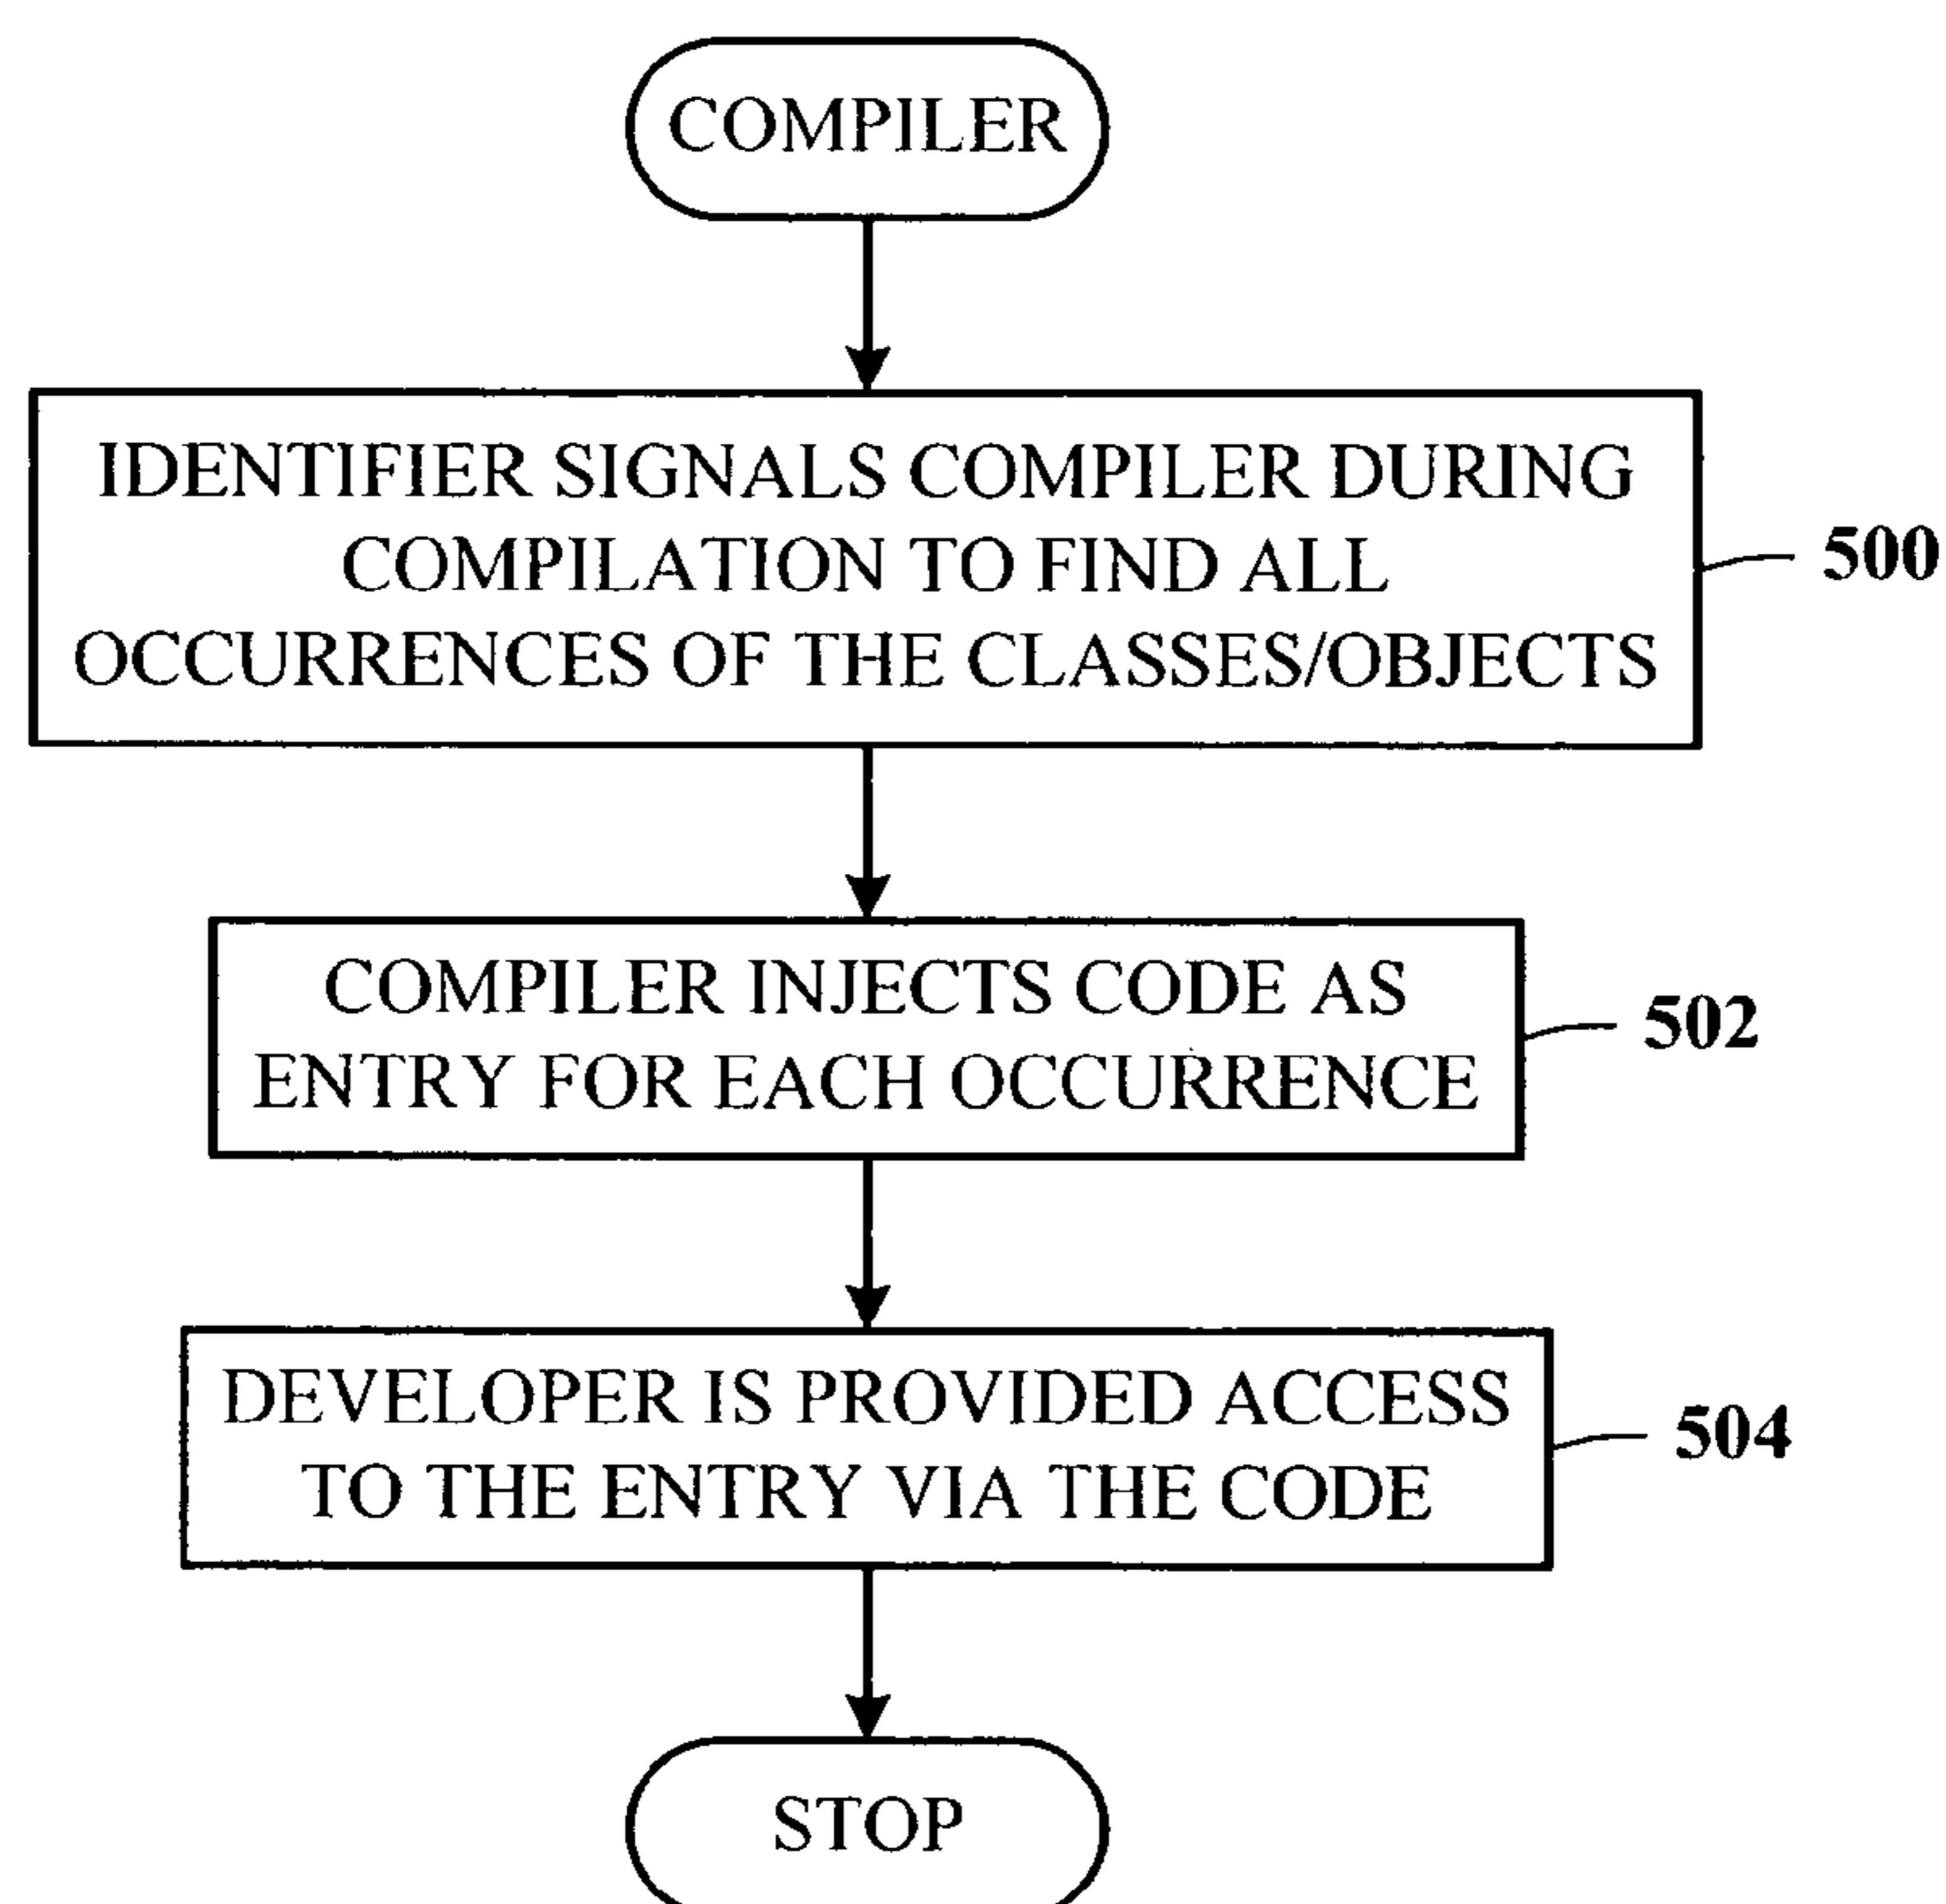 COMPILER
IDENTIFIER SIGNALS COMPILER DURING
COMPILATION TO FIND ALL
OCCURRENCES OF THE CLASSES/OBJECTS
500
COMPILER INJECTS CODE AS
ENTRY FOR EACH OCCURRENCE
502
DEVELOPER IS PROVIDED ACCESS
TO THE ENTRY VIA THE CODE
504
STOP